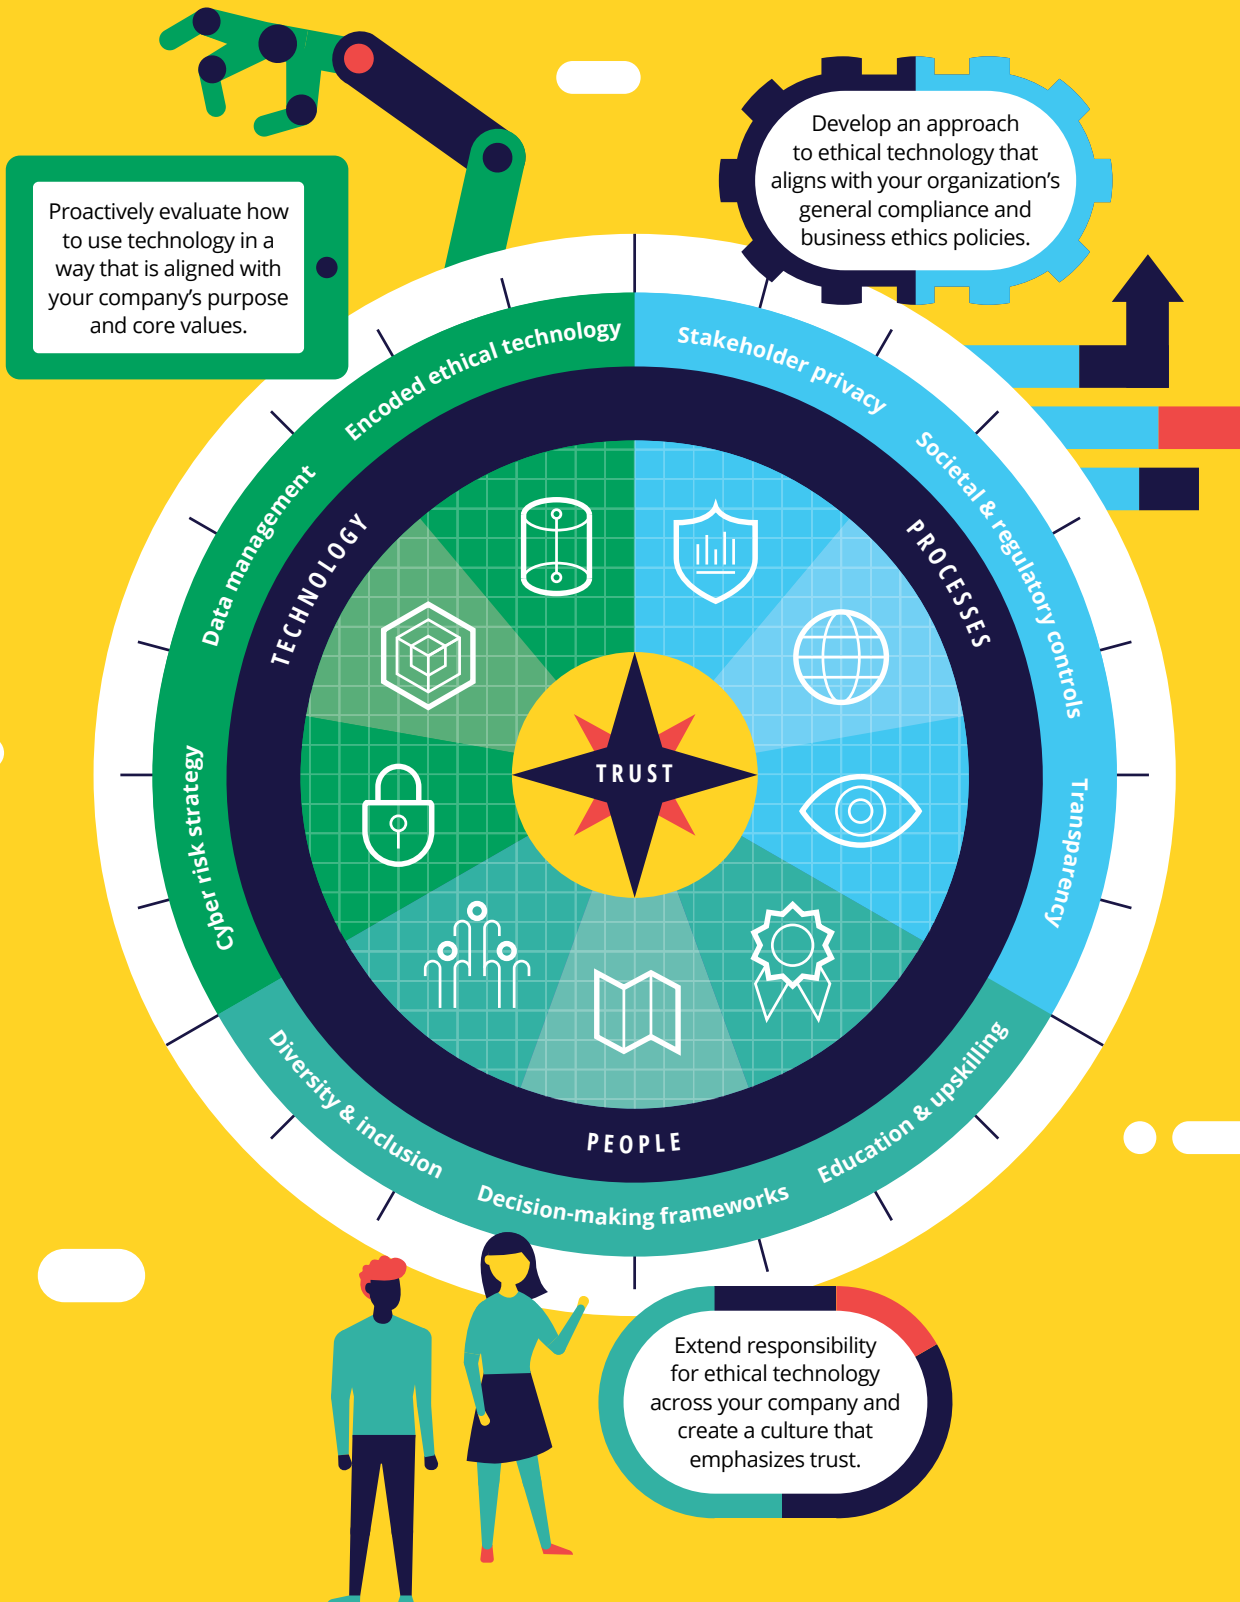 Develop an approach
to ethical technology that
aligns with your organization’s
general compliance and
business ethics policies.
Proactively evaluate how
to use technology in a
way that is aligned with
your company’s purpose
and core values.
Encoded ethical technology
Stakeholder privacy
Data management
Societal & regulatory controls
TECHNOLOGY
PROCESSES
TRUST
Cyber risk strategy
Transparency
PEOPLE
Diversity & inclusion
Decision-making frameworks
Education & upskilling
Extend responsibility
for ethical technology
across your company and
create a culture that
emphasizes trust.